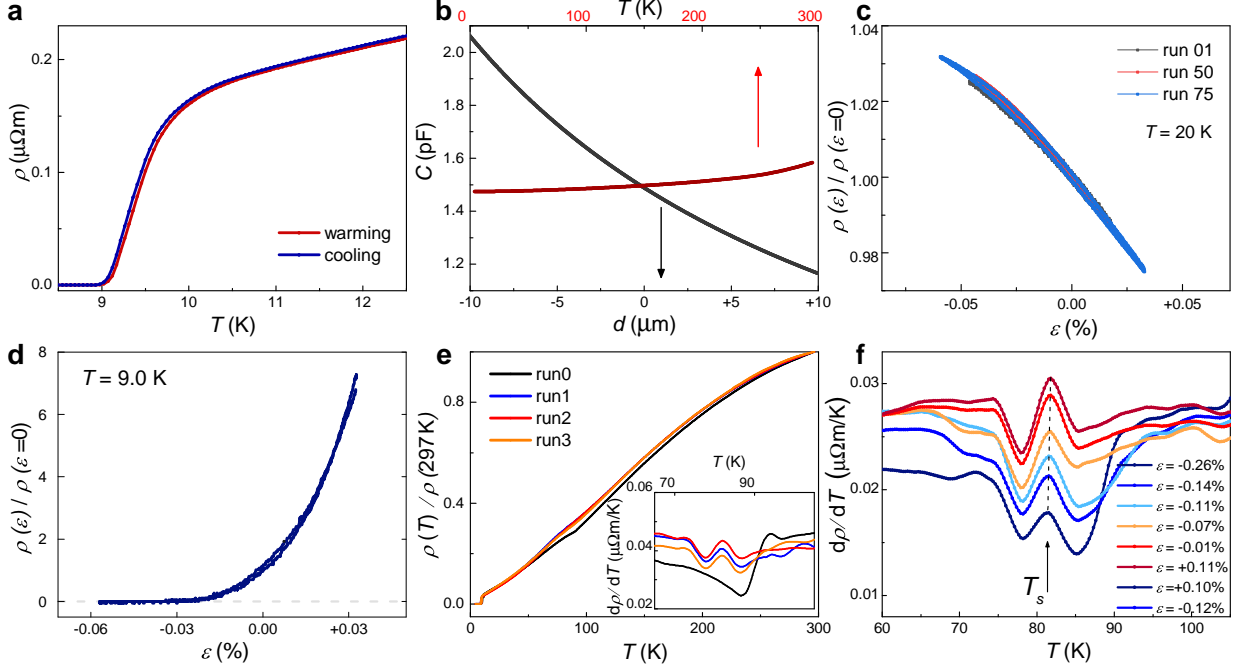 a
0.2
0.1
0.0
ρ (µΩm)
warming
cooling
9
10
11
12
T (K)
b
T (K)
0
100
200
300
2.0
1.8
1.6
1.4
1.2
C (pF)
-10
-5
0
+5
+10
d (µm)
c
run 01
run 50
run 75
T = 20 K
1.04
1.02
1.00
0.98
ρ (ε) / ρ (ε=0)
-0.05
0.00
+0.05
ε (%)
d
T = 9.0 K
8
6
4
2
0
ρ (ε) / ρ (ε=0)
-0.06
-0.03
0.00
+0.03
ε (%)
e
run0
run1
run2
run3
0.8
0.4
0.0
ρ (T) / ρ (297K)
0
100
200
300
T (K)
T (K)
70
90
0.06
0.04
0.02
dρ/dT (µΩm/K)
f
0.03
0.02
0.01
dρ/dT (µΩm/K)
ε = -0.26%
ε = -0.14%
ε = -0.11%
ε = -0.07%
ε = -0.01%
ε = +0.11%
ε =+0.10%
ε = -0,12%
Ts
60
70
80
90
100
T (K)